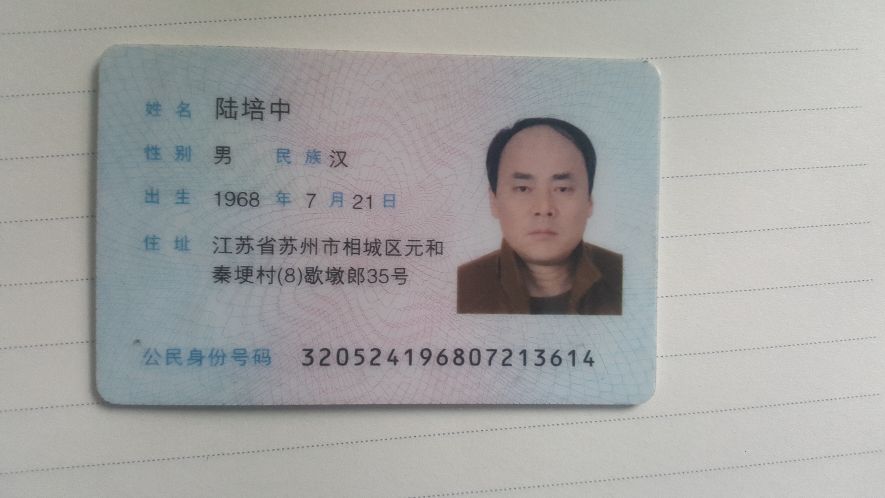 姓名 陆培中
性别 男 民族 汉
出生 1968 年 7 月 21 日
住址 江苏省苏州市相城区元和
秦埂村(8)歇墩郎35号
公民身份号码 320524196807213614